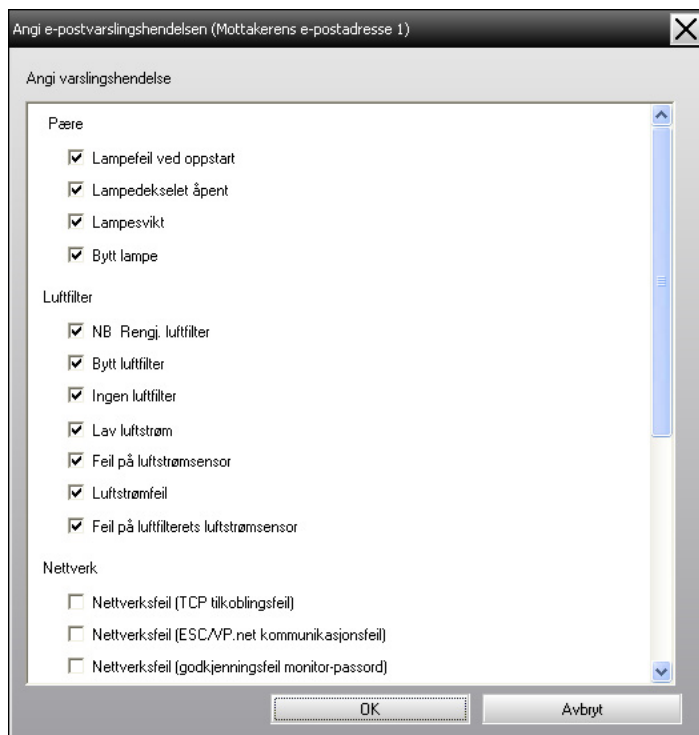 Angi e-postvarslingshendelsen (Mottakerens e-postadresse 1)
Angi varslingshendelse
Pære
Lampefeil ved oppstart
Lampedekselet åpent
Lampesvikt
Bytt lampe
Luftfilter
NB Rengj. luftfilter
Bytt luftfilter
Ingen luftfilter
Lav luftstrøm
Feil på luftstrømsensor
Luftstrømfeil
Feil på luftfilterets luftstrømsensor
Nettverk
Nettverksfeil (TCP tilkoblingsfeil)
Nettverksfeil (ESC/VP.net kommunikasjonsfeil)
Nettverksfeil (godkjenningsfeil monitor-passord)
OK
Avbryt